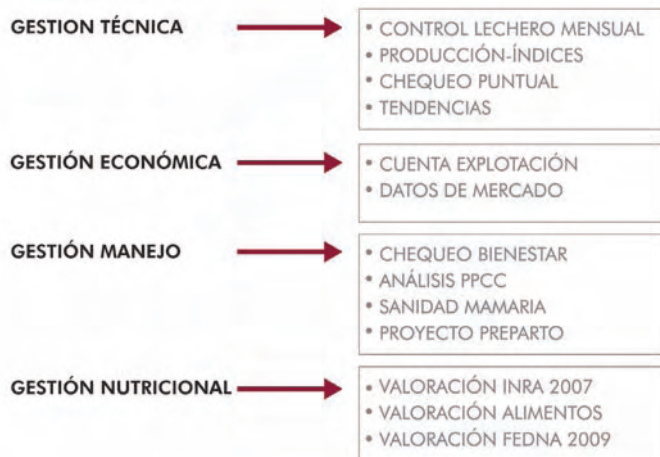 GESTION TÉCNICA
• CONTROL LECHERO MENSUAL
• PRODUCCIÓN-ÍNDICES
• CHEQUEO PUNTUAL
• TENDENCIAS
GESTIÓN ECONÓMICA
• CUENTA EXPLOTACIÓN
• DATOS DE MERCADO
GESTIÓN MANEJO
• CHEQUEO BIENESTAR
• ANÁLISIS PPCC
• SANIDAD MAMARIA
• PROYECTO PREPARTO
GESTIÓN NUTRICIONAL
• VALORACIÓN INRA 2007
• VALORACIÓN ALIMENTOS
• VALORACIÓN FEDNA 2009